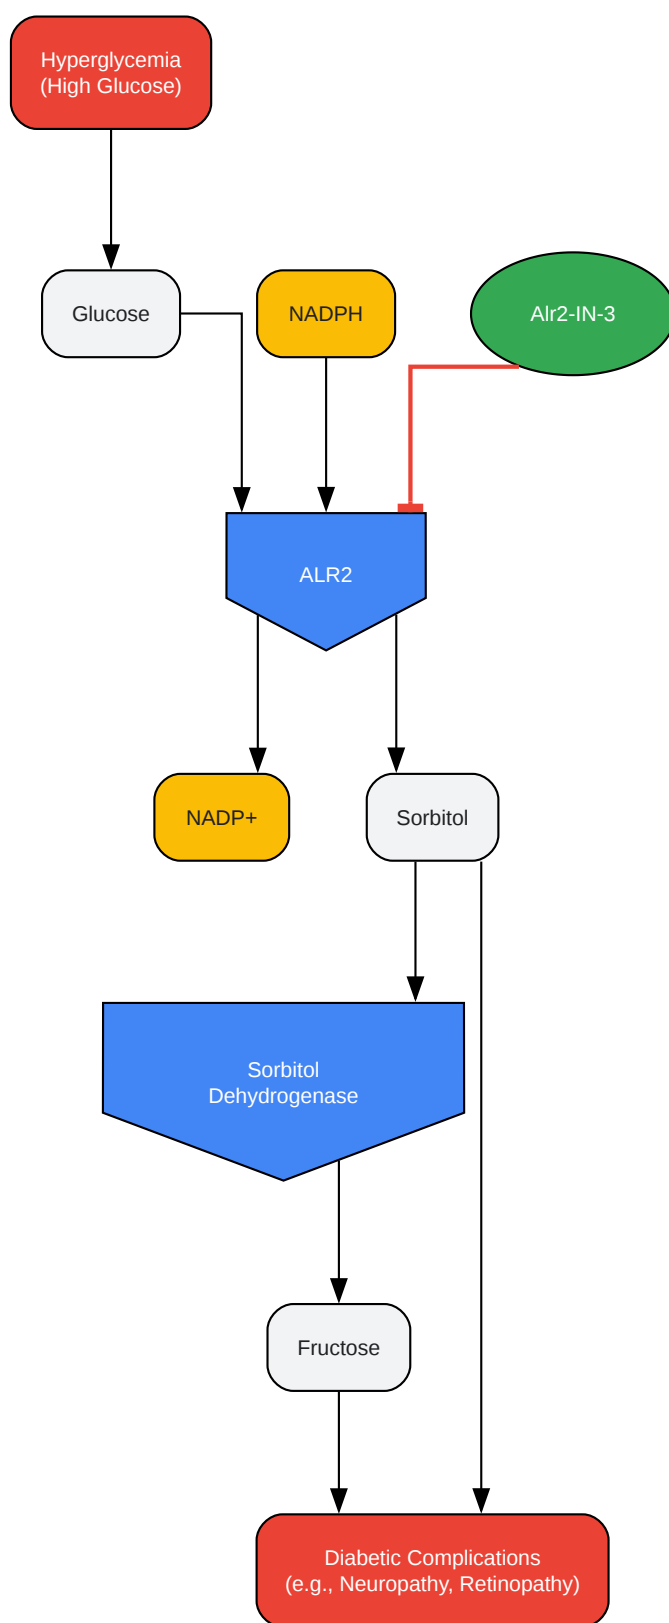 Hyperglycemia
(High Glucose)
Glucose
NADPH
Alr2-IN-3
ALR2
NADP+
Sorbitol
Sorbitol
Dehydrogenase
Fructose
Diabetic Complications
(e.g., Neuropathy, Retinopathy)